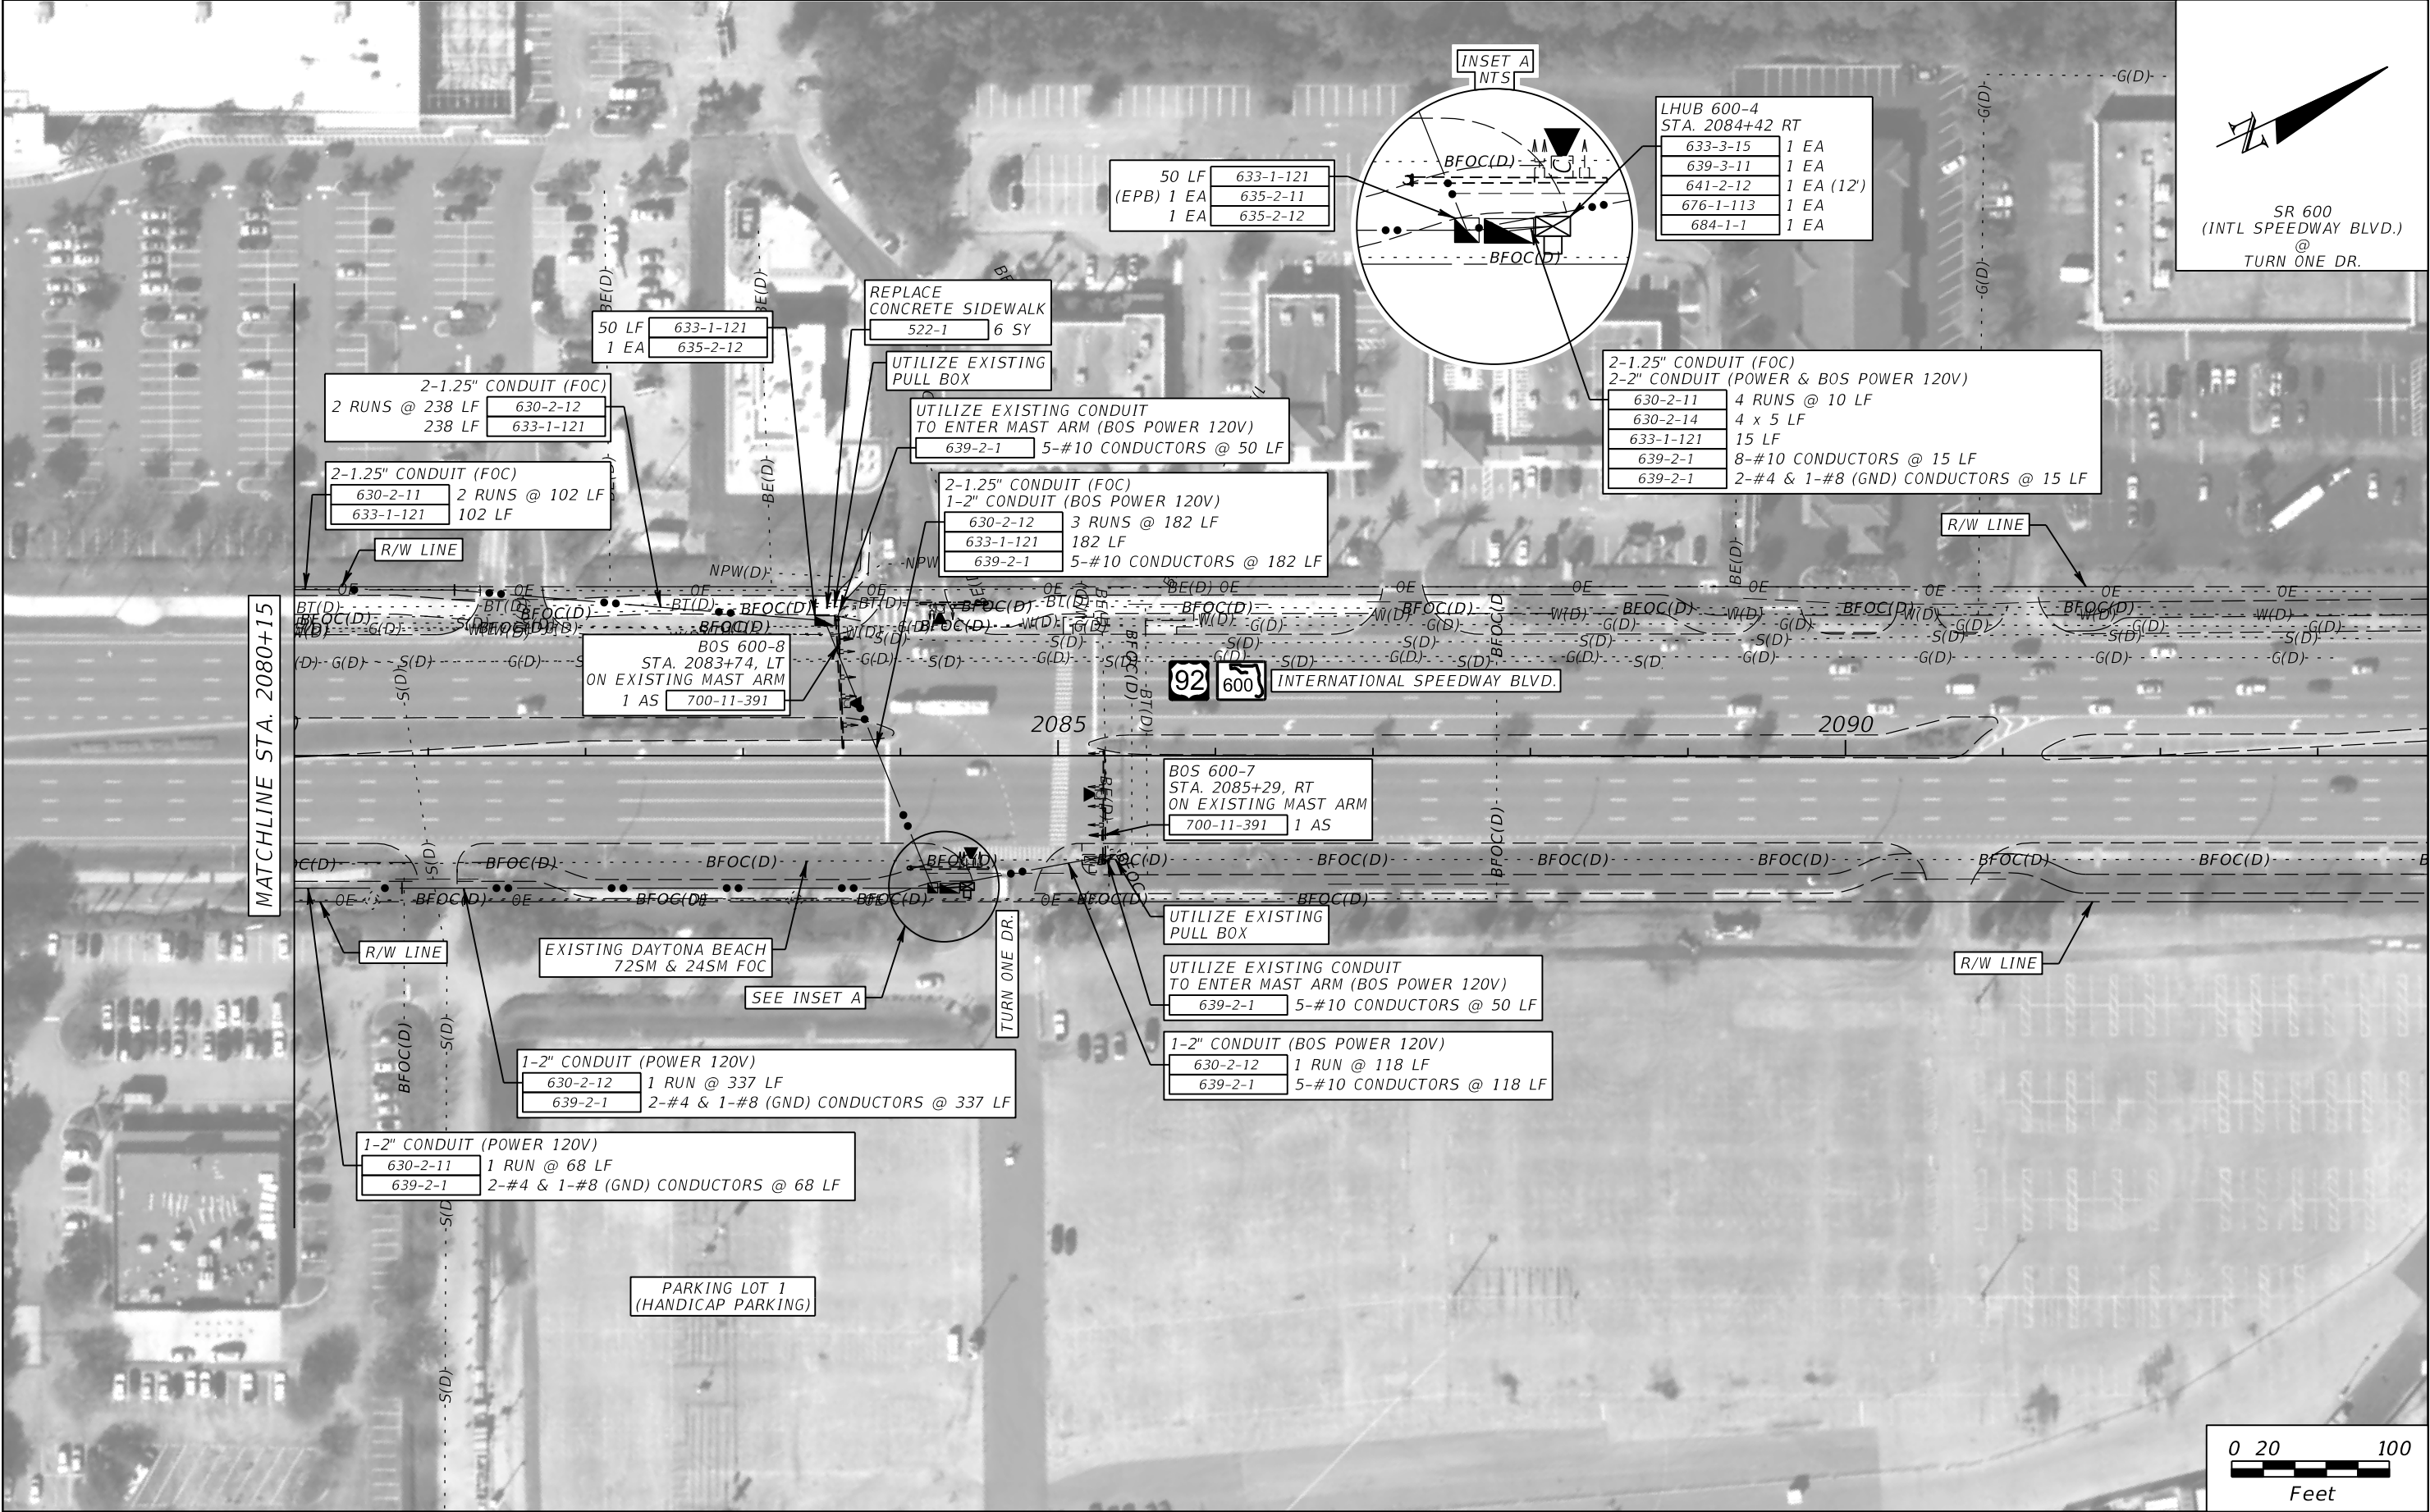 INSET A
NTS
BFOC(D)
BFOC(D)
LHUB 600-4
STA. 2084+42 RT
633-3-15 1 EA
639-3-11 1 EA
641-2-12 1 EA (12')
676-1-113 1 EA
684-1-1 1 EA
SR 600
(INTL SPEEDWAY BLVD.)
@
TURN ONE DR.
N
50 LF 633-1-121
(EPB) 1 EA 635-2-11
1 EA 635-2-12
REPLACE
CONCRETE SIDEWALK
522-1 6 SY
50 LF 633-1-121
1 EA 635-2-12
UTILIZE EXISTING
PULL BOX
2-1.25" CONDUIT (FOC)
2 RUNS @ 238 LF 630-2-12
238 LF 633-1-121
UTILIZE EXISTING CONDUIT
TO ENTER MAST ARM (BOS POWER 120V)
639-2-1 5-#10 CONDUCTORS @ 50 LF
2-1.25" CONDUIT (FOC)
2-2" CONDUIT (POWER & BOS POWER 120V)
630-2-11 4 RUNS @ 10 LF
630-2-14 4 x 5 LF
633-1-121 15 LF
639-2-1 8-#10 CONDUCTORS @ 15 LF
639-2-1 2-#4 & 1-#8 (GND) CONDUCTORS @ 15 LF
2-1.25" CONDUIT (FOC)
630-2-11 2 RUNS @ 102 LF
633-1-121 102 LF
2-1.25" CONDUIT (FOC)
1-2" CONDUIT (BOS POWER 120V)
630-2-12 3 RUNS @ 182 LF
633-1-121 182 LF
639-2-1 5-#10 CONDUCTORS @ 182 LF
R/W LINE
R/W LINE
MATCHLINE STA. 2080+15
BOS 600-8
STA. 2083+74, LT
ON EXISTING MAST ARM
1 AS 700-11-391
92
600
INTERNATIONAL SPEEDWAY BLVD.
2085
2090
BOS 600-7
STA. 2085+29, RT
ON EXISTING MAST ARM
700-11-391 1 AS
R/W LINE
EXISTING DAYTONA BEACH
72SM & 24SM FOC
SEE INSET A
TURN ONE DR.
UTILIZE EXISTING
PULL BOX
R/W LINE
UTILIZE EXISTING CONDUIT
TO ENTER MAST ARM (BOS POWER 120V)
639-2-1 5-#10 CONDUCTORS @ 50 LF
1-2" CONDUIT (BOS POWER 120V)
630-2-12 1 RUN @ 118 LF
639-2-1 5-#10 CONDUCTORS @ 118 LF
1-2" CONDUIT (POWER 120V)
630-2-12 1 RUN @ 337 LF
639-2-1 2-#4 & 1-#8 (GND) CONDUCTORS @ 337 LF
1-2" CONDUIT (POWER 120V)
630-2-11 1 RUN @ 68 LF
639-2-1 2-#4 & 1-#8 (GND) CONDUCTORS @ 68 LF
PARKING LOT 1
(HANDICAP PARKING)
0 20 100
Feet